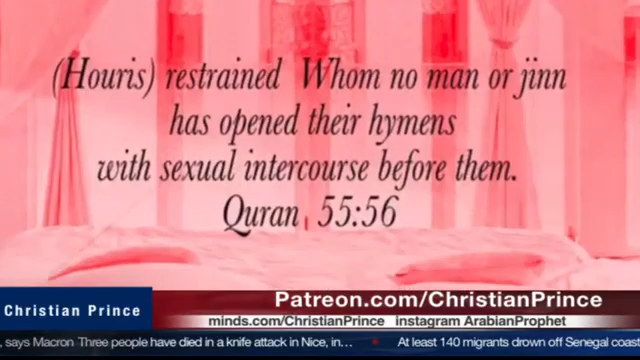 (Houris) restrained Whom no man or jinn
has opened their hymens
with sexual intercourse before them.
Quran 55:56
Christian Prince
Patreon.com/ChristianPrince
minds.com/ChristianPrince instagram ArabianProphet
, says Macron Three people have died in a knife attack in Nice, in… At least 140 migrants drown off Senegal coast